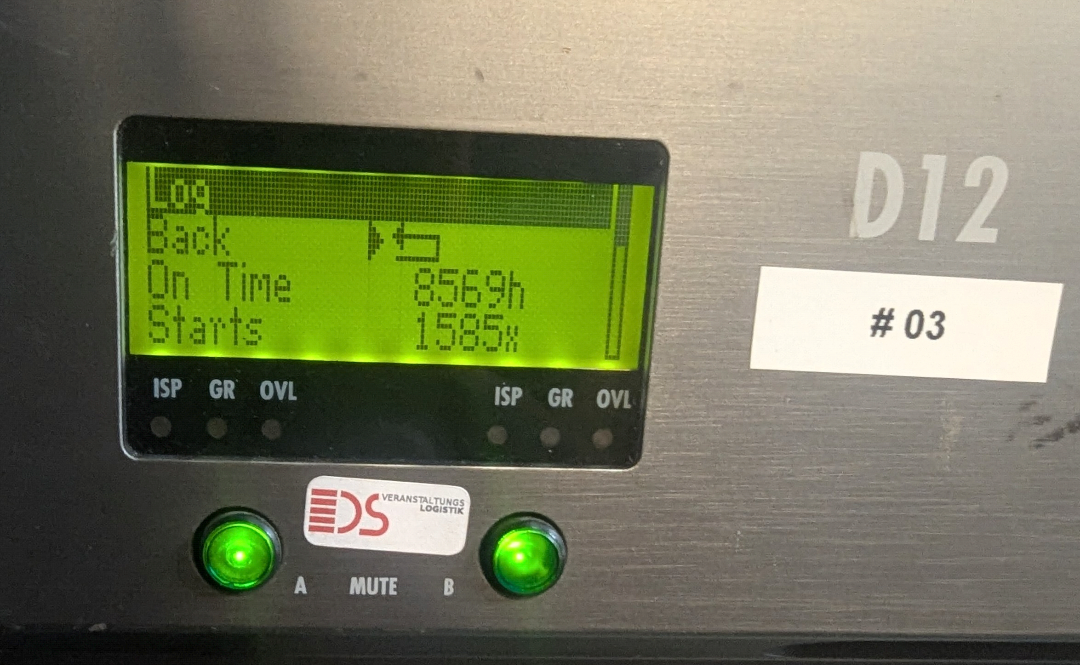 Log
Back
On Time 8569h
Starts 1585x
D12
# 03
ISP GR OVL ISP GR OVL
DS VERANSTALTUNGS
LOGISTIK
A MUTE B